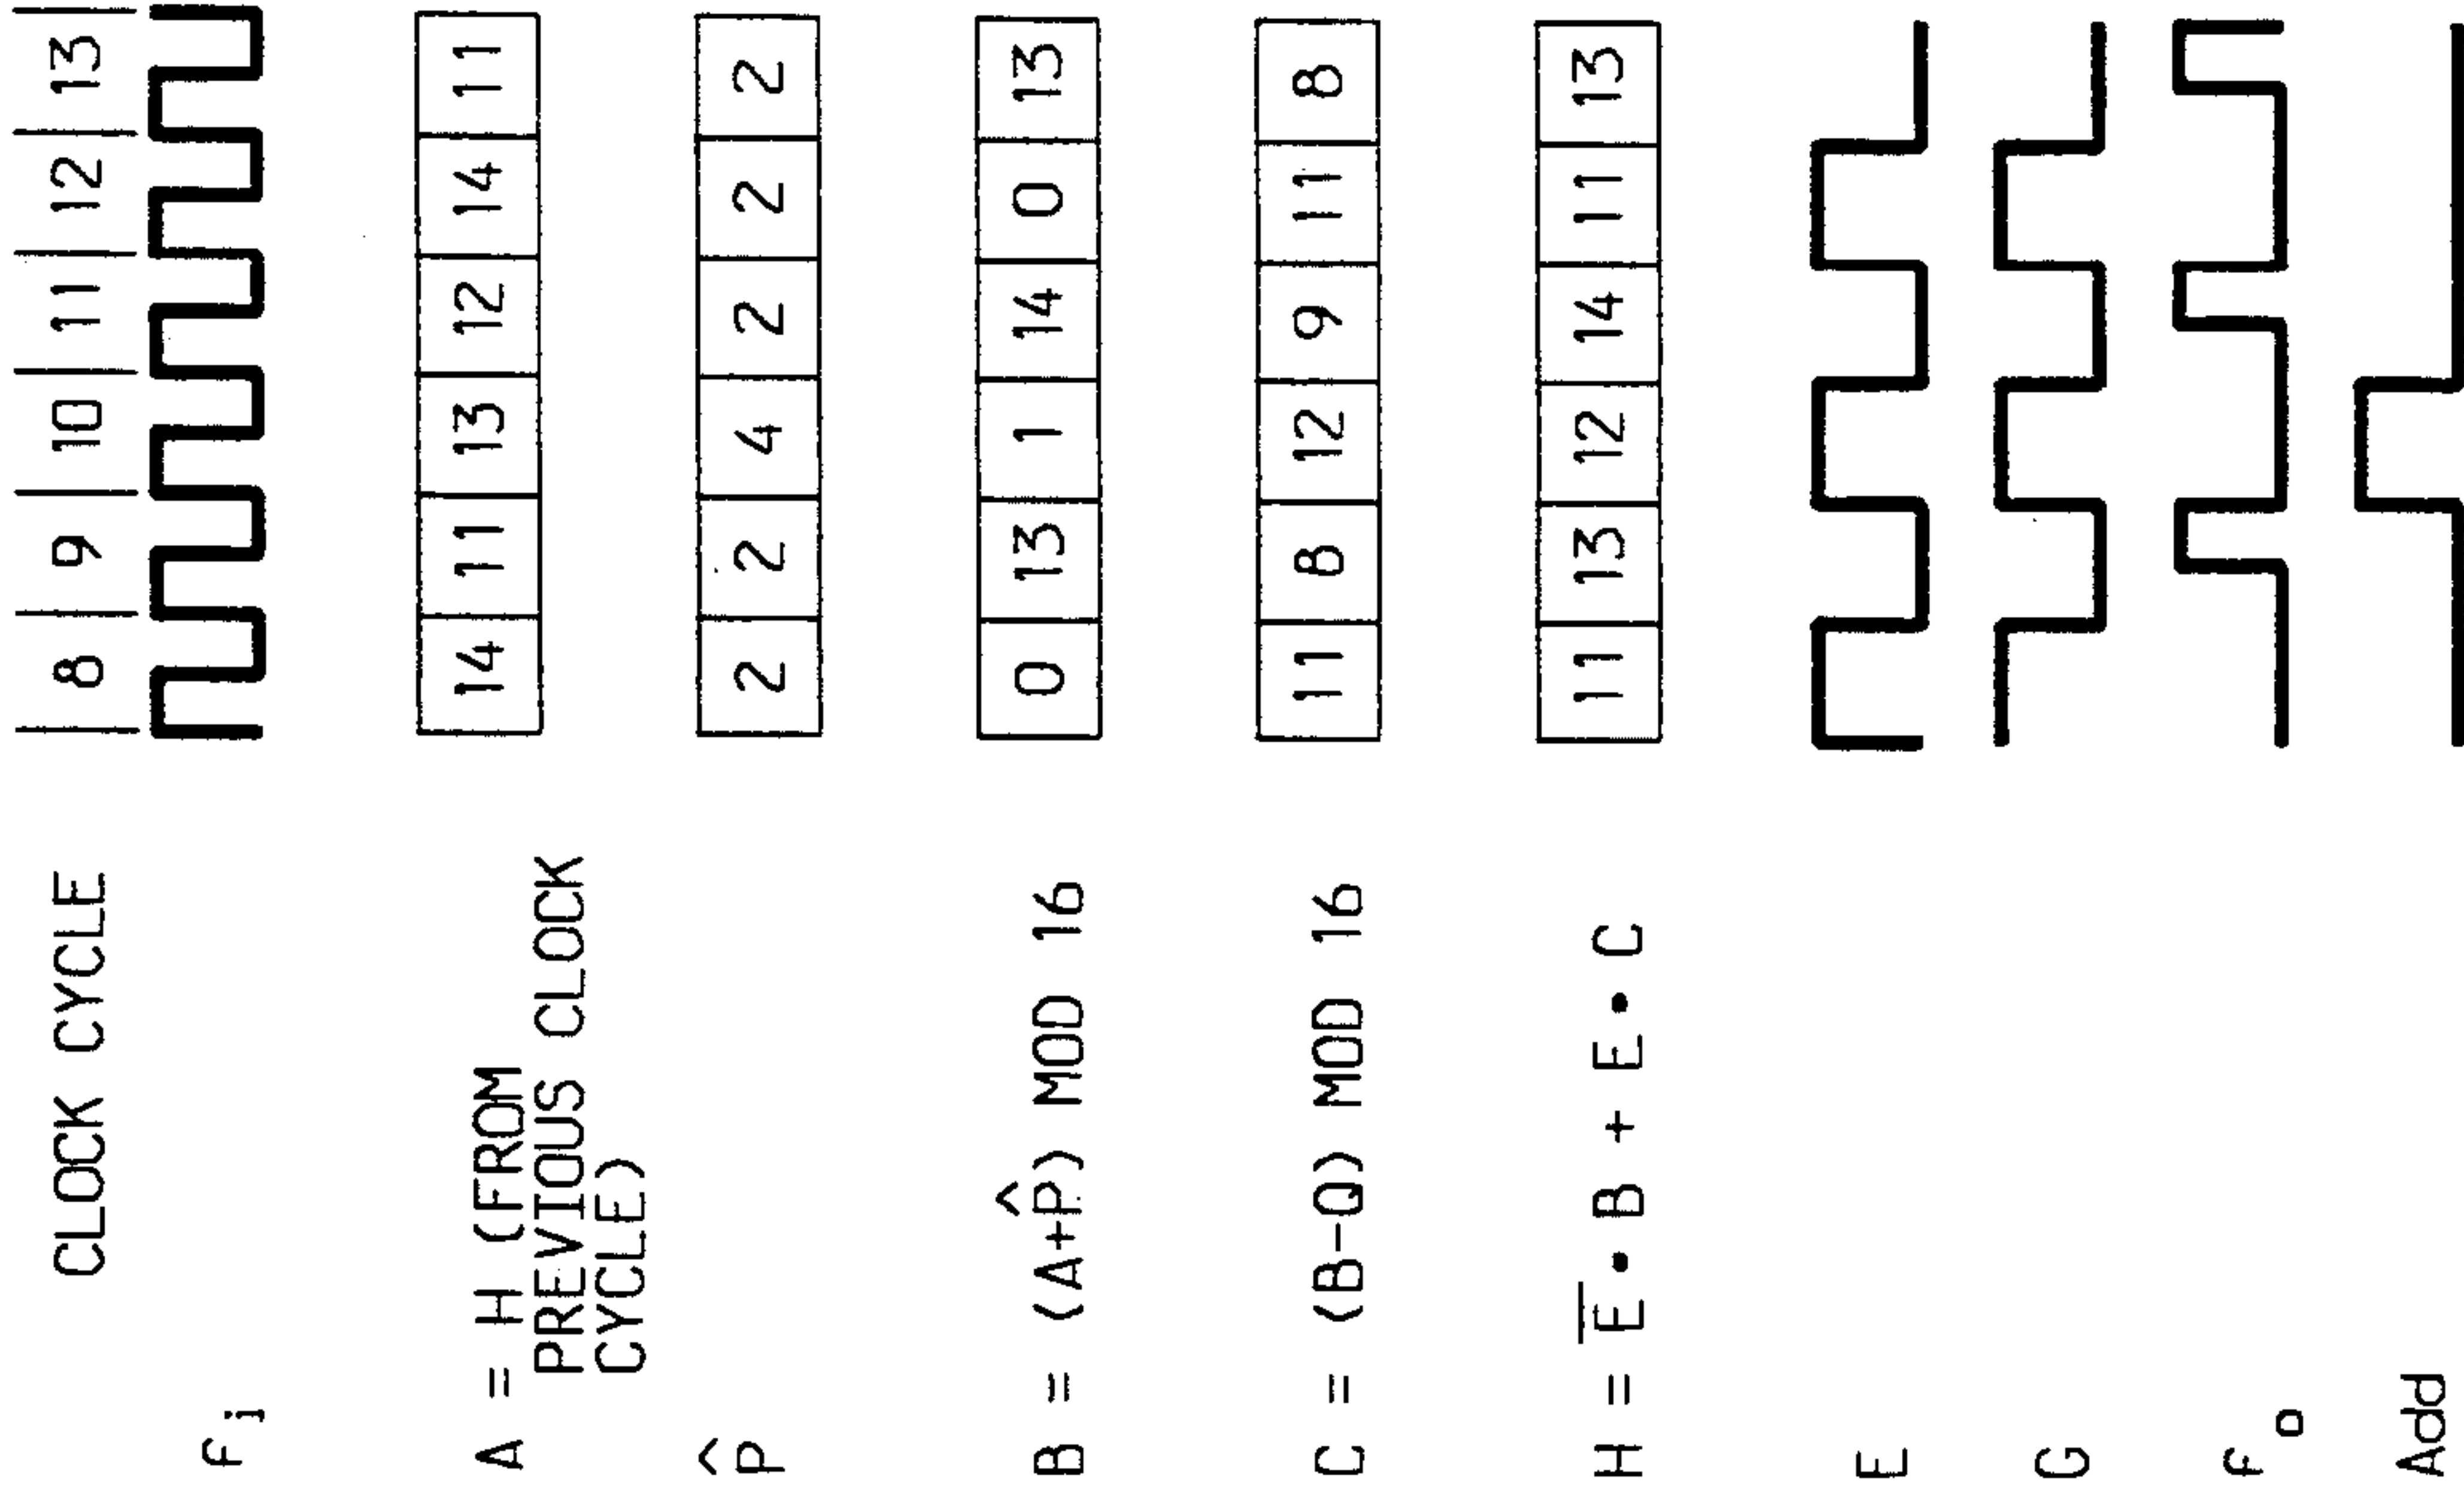 CLOCK CYCLE 8 9 10 11 12 13
fi
A = H (FROM PREVIOUS CLOCK CYCLE) 14 11 13 12 14 11
P̂ 2 2 4 2 2 2
B = (A+P̂) MOD 16 0 13 1 14 0 13
C = (B-Q) MOD 16 11 8 12 9 11 8
H = E̅•B + E•C 11 13 12 14 11 13
E
G
fo
Add